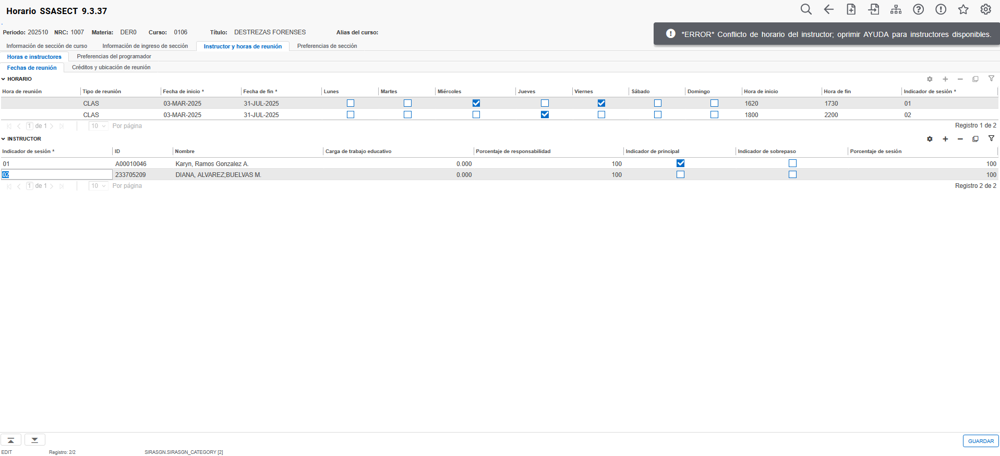 Horario SSASECT 9.3.37
*ERROR* Conflicto de horario del instructor; oprimir AYUDA para instructores disponibles.
Periodo: 202510 NRC: 1007 Materia: DER0 Curso: 0106 Título: DESTREZAS FORENSES Alias del curso:
Información de sección de curso Información de ingreso de sección Instructor y horas de reunión Preferencias de sección
Horas e instructores Preferencias del programador
Fechas de reunión Créditos y ubicación de reunión
HORARIO
Hora de reunión Tipo de reunión Fecha de inicio * Fecha de fin * Lunes Martes Miércoles Jueves Viernes Sábado Domingo Hora de inicio Hora de fin Indicador de sesión *
CLAS 03-MAR-2025 31-JUL-2025 1620 1730 01
CLAS 03-MAR-2025 31-JUL-2025 1800 2200 02
1 de 1 10 Por página Registro 1 de 2
INSTRUCTOR
Indicador de sesión * ID Nombre Carga de trabajo educativo Porcentaje de responsabilidad Indicador de principal Indicador de sobrepaso Porcentaje de sesión
01 A00010046 Karyn, Ramos Gonzalez A. 0.000 100 100
02 233705209 DIANA, ALVAREZ;BUELVAS M. 0.000 100 100
1 de 1 10 Por página Registro 2 de 2
GUARDAR
EDIT Registro: 2/2 SIRASGN.SIRASGN_CATEGORY [2]